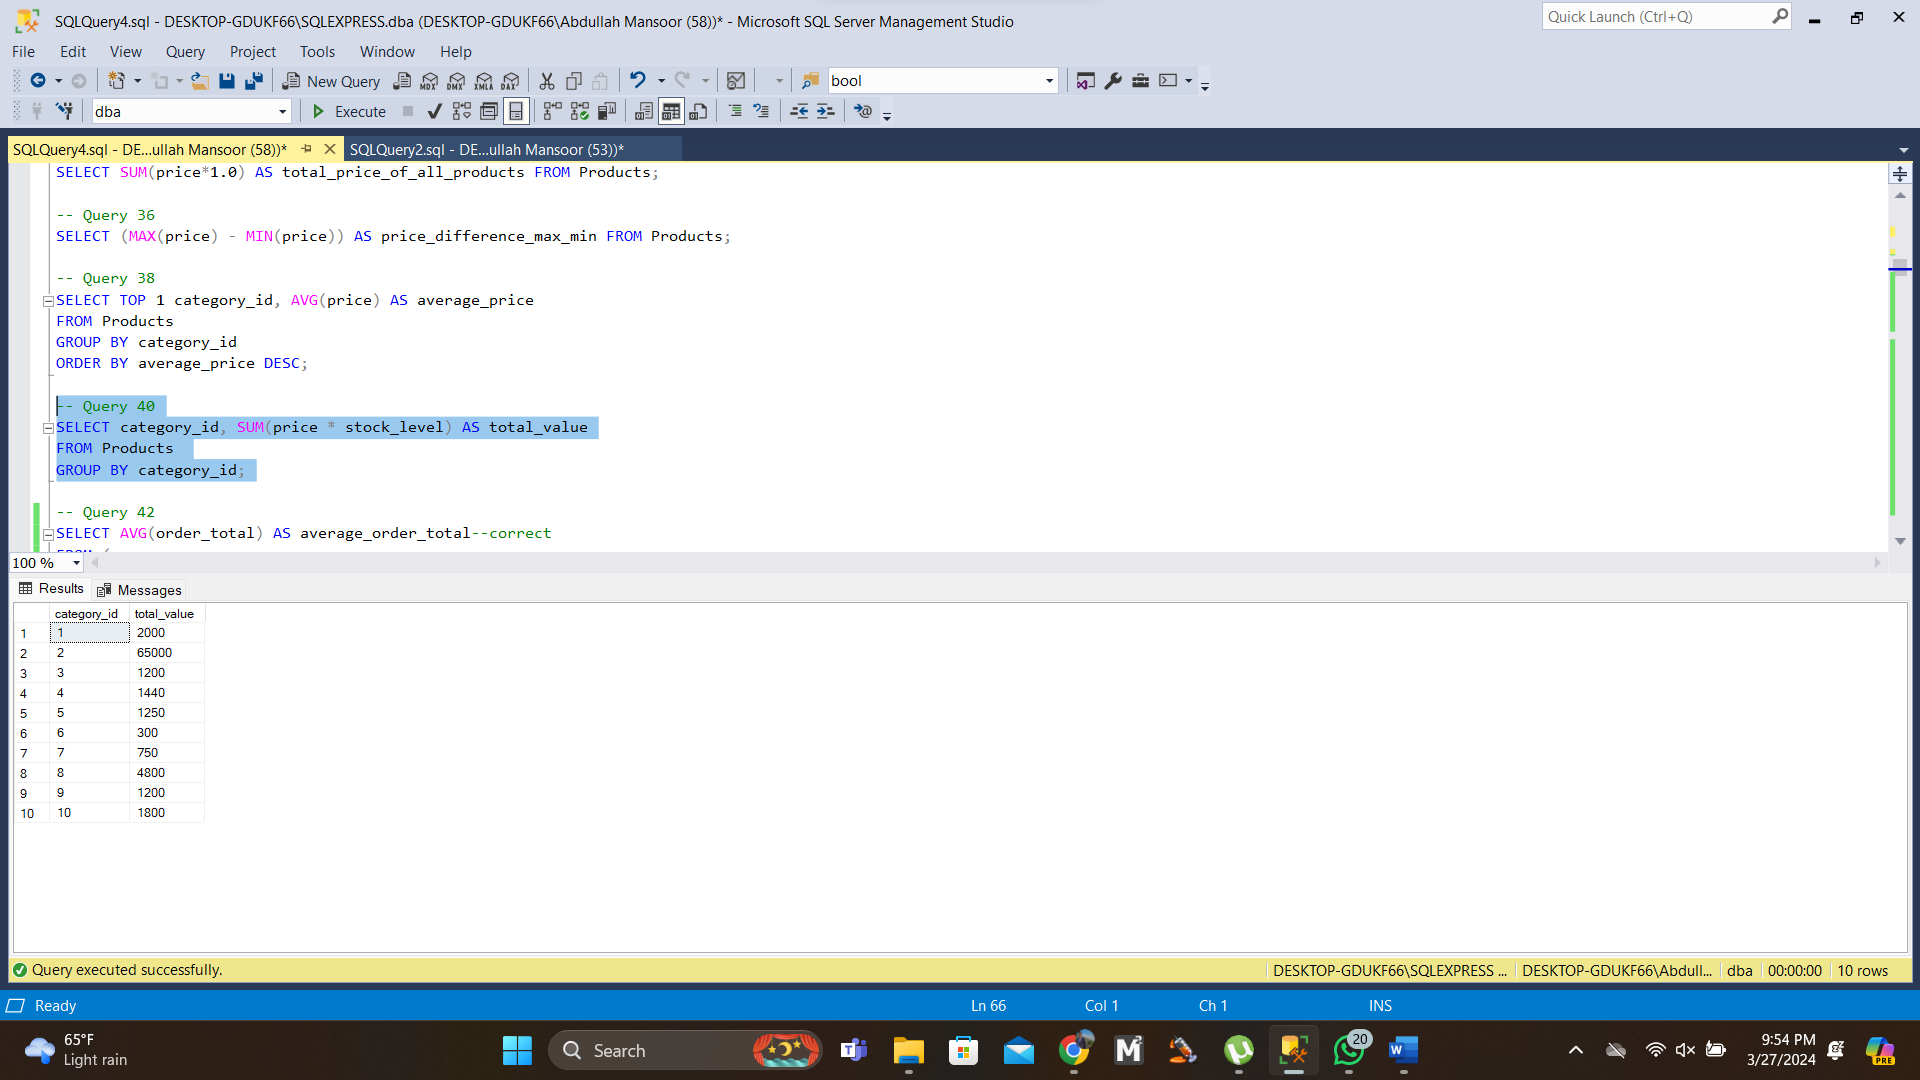 SQLQuery4.sql - DESKTOP-GDUKF66\SQLEXPRESS.dba (DESKTOP-GDUKF66\Abdullah Mansoor (58))* - Microsoft SQL Server Management Studio
Quick Launch (Ctrl+Q)
File Edit View Query Project Tools Window Help
New Query
MDX DMX XMLA DAX
bool
dba
Execute
SQLQuery4.sql - DE...ullah Mansoor (58))*
SQLQuery2.sql - DE...ullah Mansoor (53))*
SELECT SUM(price*1.0) AS total_price_of_all_products FROM Products;
-- Query 36
SELECT (MAX(price) - MIN(price)) AS price_difference_max_min FROM Products;
-- Query 38
SELECT TOP 1 category_id, AVG(price) AS average_price
FROM Products
GROUP BY category_id
ORDER BY average_price DESC;
-- Query 40
SELECT category_id, SUM(price * stock_level) AS total_value
FROM Products
GROUP BY category_id;
-- Query 42
SELECT AVG(order_total) AS average_order_total--correct
FROM (
100 %
Results Messages
category_id total_value
1 1 2000
2 2 65000
3 3 1200
4 4 1440
5 5 1250
6 6 300
7 7 750
8 8 4800
9 9 1200
10 10 1800
Query executed successfully.
DESKTOP-GDUKF66\SQLEXPRESS ... DESKTOP-GDUKF66\Abdull... dba 00:00:00 10 rows
Ready
Ln 66 Col 1 Ch 1 INS
65°F
Light rain
Search
20
9:54 PM
3/27/2024
PRE